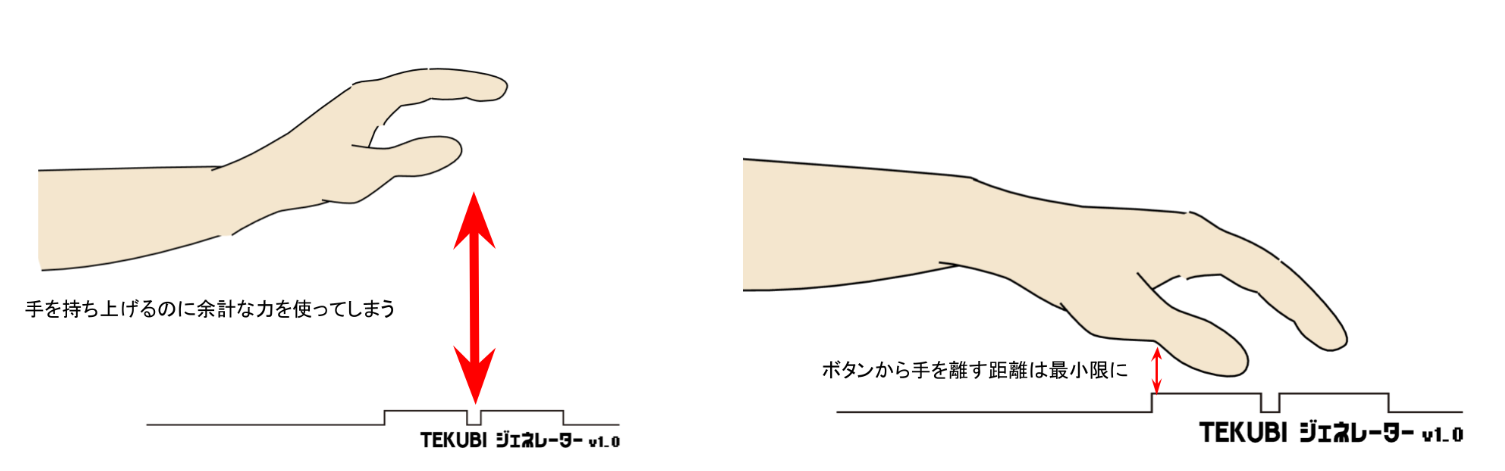 手を持ち上げるのに余計な力を使ってしまう
TEKUBI ジェネレーター v1.0
ボタンから手を離す距離は最小限に
TEKUBI ジェネレーター v1.0